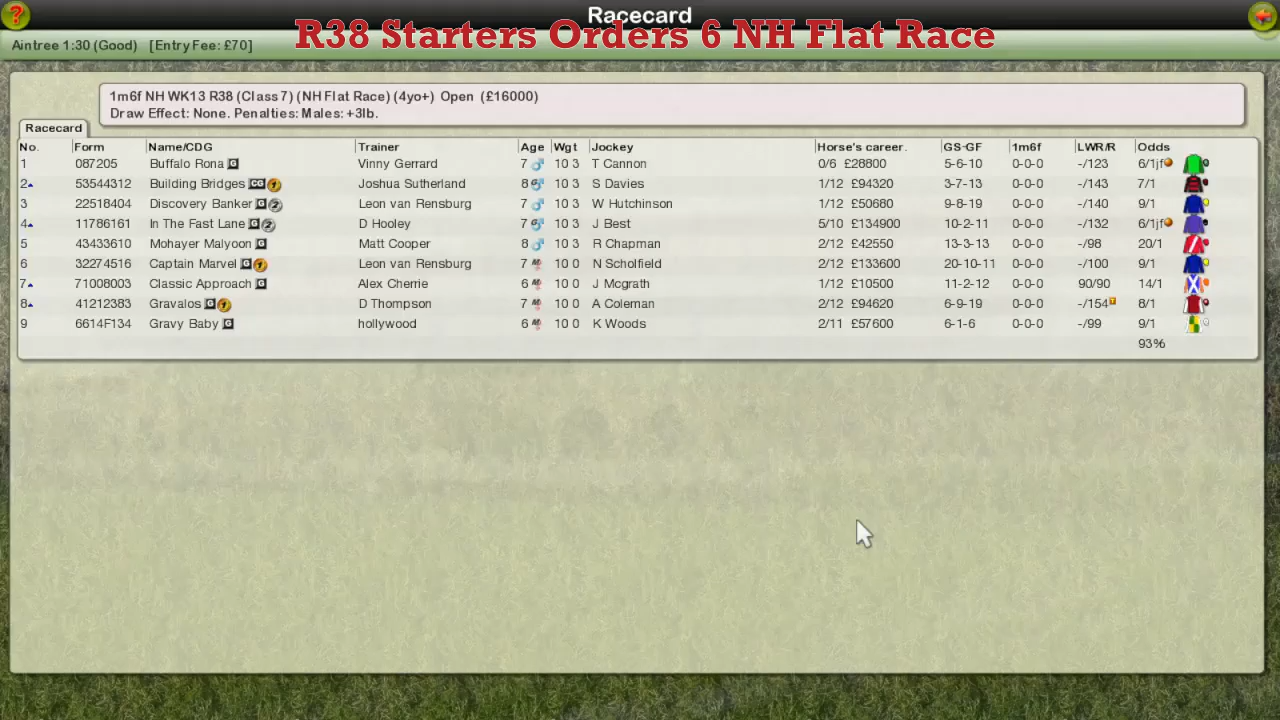 Racecard
R38 Starters Orders 6 NH Flat Race
Aintree 1:30 (Good) [Entry Fee: £70]
1m6f NH WK13 R38 (Class 7) (NH Flat Race) (4yo+) Open (£16000)
Draw Effect: None. Penalties: Males: +3lb.
Racecard
No. Form Name/CDG Trainer Age Wgt Jockey Horse's career. GS-GF 1m6f LWR/R Odds
1 087205 Buffalo Rona G Vinny Gerrard 7 10 3 T Cannon 0/6 £28800 5-6-10 0-0-0 -/123 6/1jf
2 53544312 Building Bridges CG 1 Joshua Sutherland 8 10 3 S Davies 1/12 £94320 3-7-13 0-0-0 -/143 7/1
3 22518404 Discovery Banker G 2 Leon van Rensburg 7 10 3 W Hutchinson 1/12 £50680 9-8-19 0-0-0 -/140 9/1
4 11786161 In The Fast Lane G 2 D Hooley 7 10 3 J Best 5/10 £134900 10-2-11 0-0-0 -/132 6/1jf
5 43433610 Mohayer Malyoon G Matt Cooper 8 10 3 R Chapman 2/12 £42550 13-3-13 0-0-0 -/98 20/1
6 32274516 Captain Marvel G 1 Leon van Rensburg 7 10 0 N Scholfield 2/12 £133600 20-10-11 0-0-0 -/100 9/1
7 71008003 Classic Approach G Alex Cherrie 6 10 0 J Mcgrath 1/12 £10500 11-2-12 0-0-0 90/90 14/1
8 41212383 Gravalos G 1 D Thompson 7 10 0 A Coleman 2/12 £94620 6-9-19 0-0-0 -/154 T 8/1
9 6614F134 Gravy Baby G hollywood 6 10 0 K Woods 2/11 £57600 6-1-6 0-0-0 -/99 9/1
93%